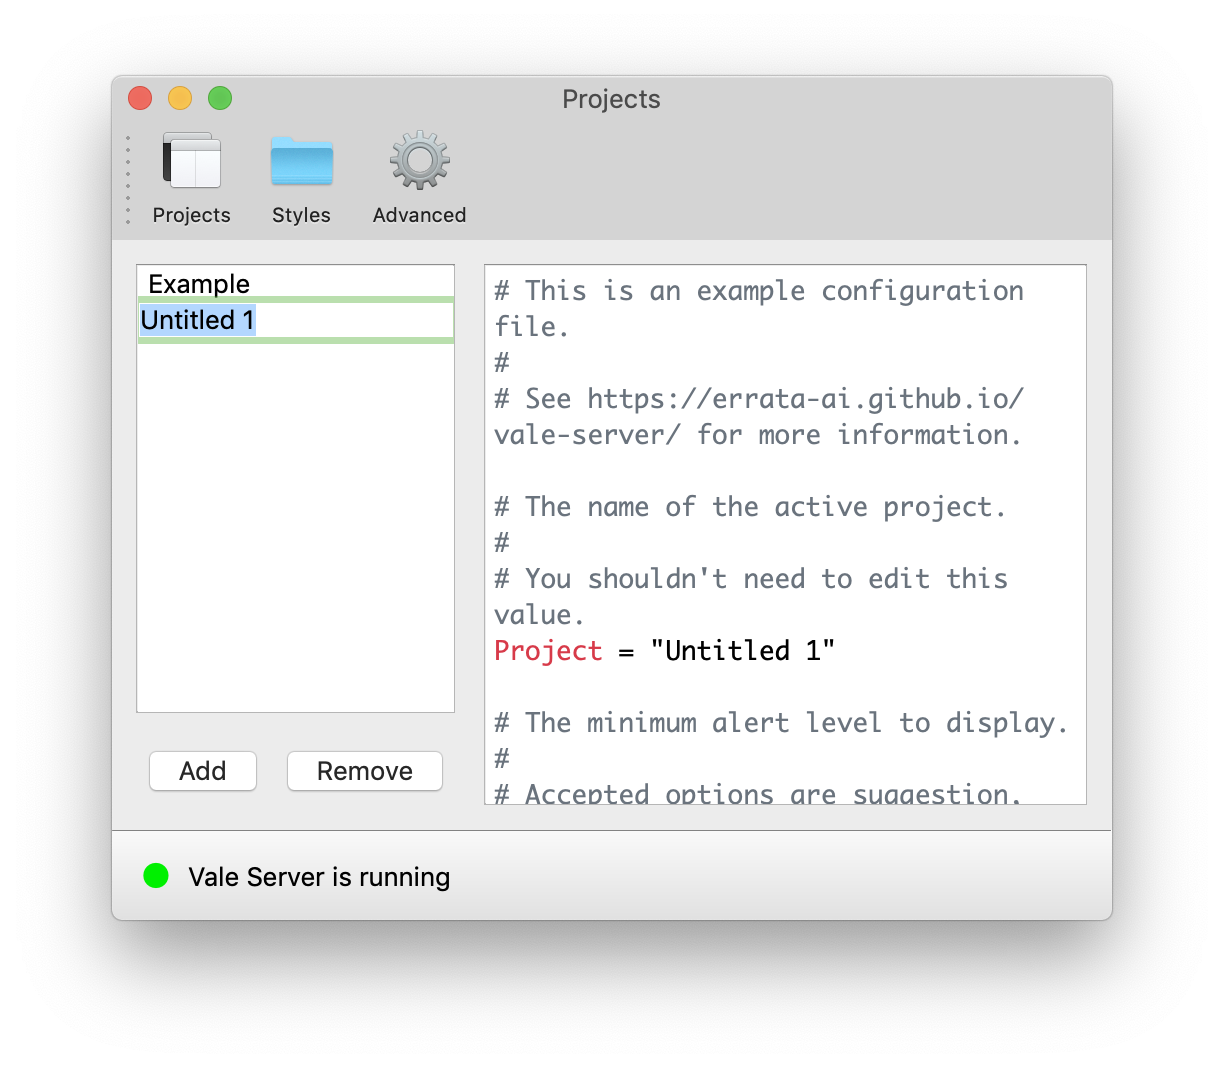 Projects
Projects
Styles
Advanced
Example
Untitled 1
# This is an example configuration
file.
#
# See https://errata-ai.github.io/
vale-server/ for more information.
# The name of the active project.
#
# You shouldn't need to edit this
value.
Project = "Untitled 1"
# The minimum alert level to display.
#
# Accepted options are suggestion,
Add
Remove
Vale Server is running